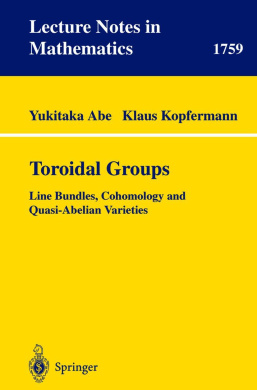 Lecture Notes in
Mathematics 1759
Yukitaka Abe Klaus Kopfermann
Toroidal Groups
Line Bundles, Cohomology and
Quasi-Abelian Varieties
Springer